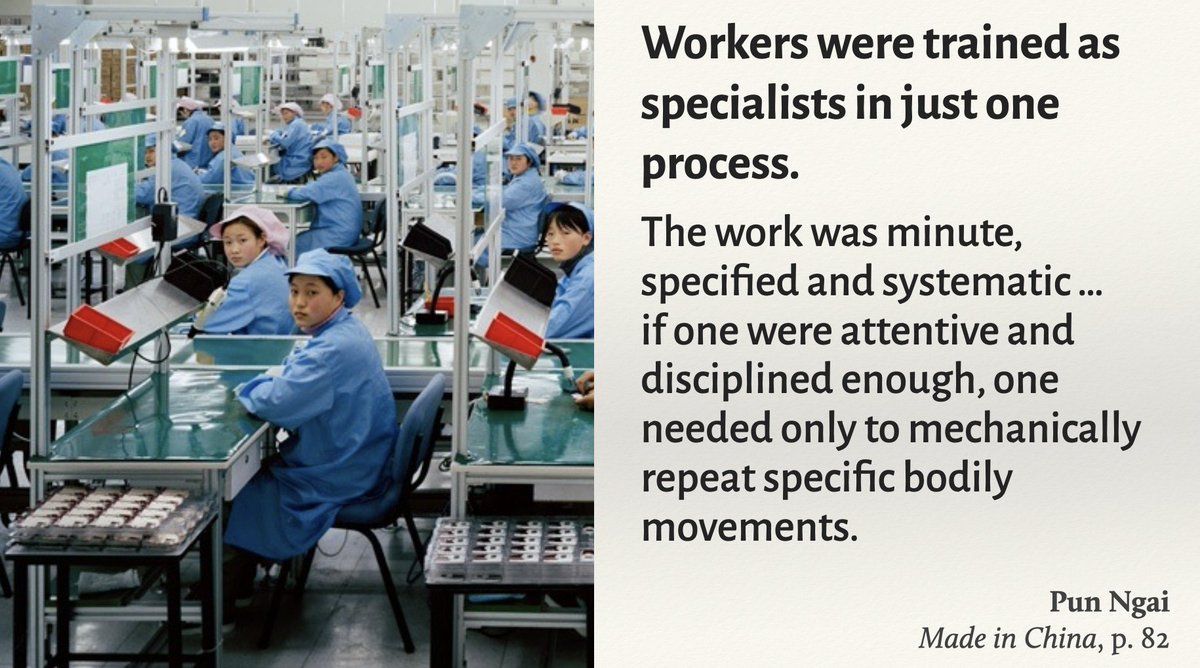 Workers were trained as
specialists in just one
process.
The work was minute,
specified and systematic ...
if one were attentive and
disciplined enough, one
needed only to mechanically
repeat specific bodily
movements.
Pun Ngai
Made in China, p. 82